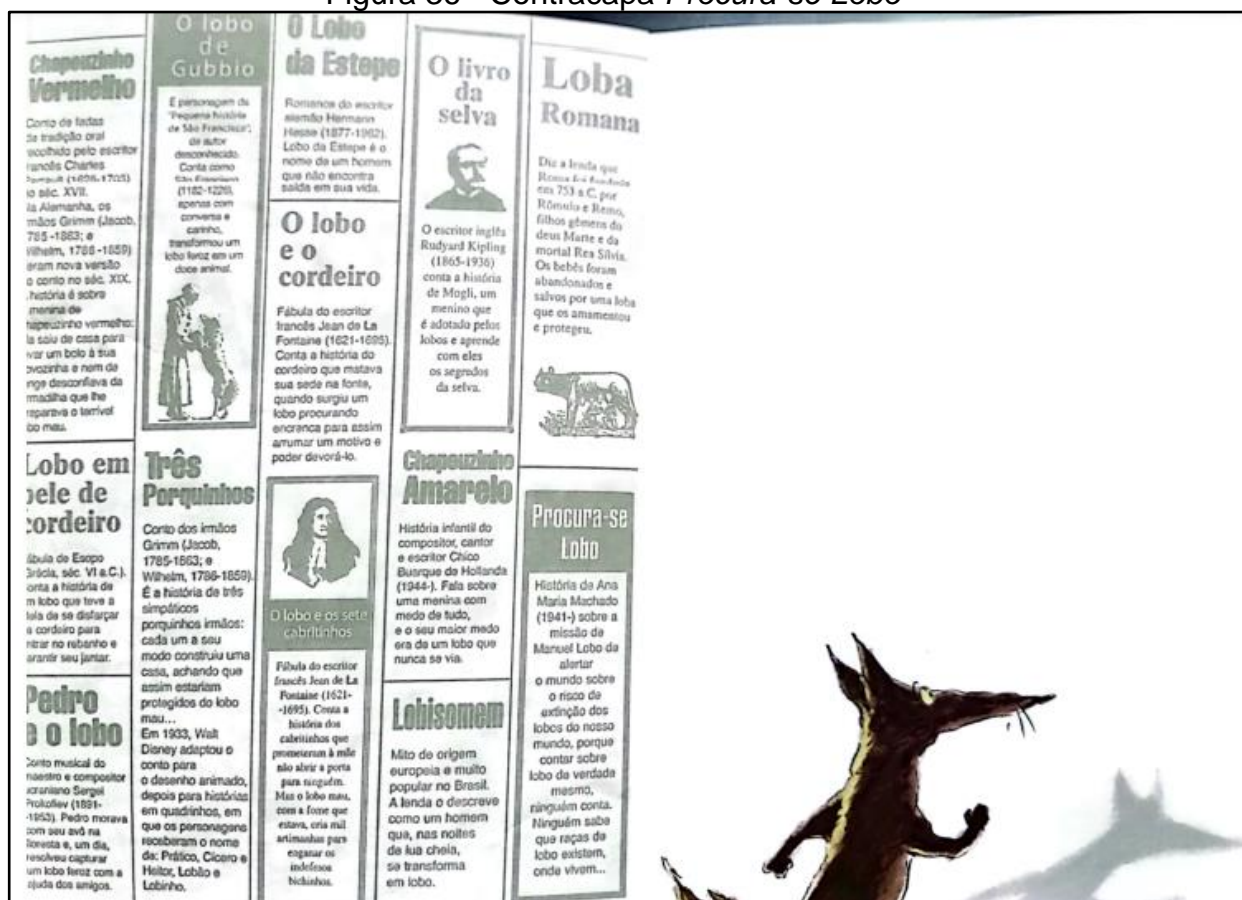 Chapeuzinho
Vermelho
Conto de fadas
de tradição oral
recolhido pelo escritor
francês Charles
Perrault (1628-1703)
no séc. XVII.
Na Alemanha, os
irmãos Grimm (Jacob,
785-1863; e
Wilhelm, 1786-1859)
eram nova versão
o conto no séc. XIX.
história é sobre
menina de
hapeuzinho vermelho:
la saiu de casa para
var um bolo à sua
ovozinha e nem de
nge desconfiava da
rmadilha que lhe
reparava o terrível
bo mau.
Lobo em
pele de
cordeiro
ábula de Esopo
Grécia, séc. VI a.C.).
onta a história de
m lobo que teve a
deia de se disfarçar
e cordeiro para
ntrar no rebanho e
arantir seu jantar.
Pedro
e o lobo
Conto musical do
maestro e compositor
ucraniano Sergei
Prokofiev (1891-
-1953). Pedro morava
com seu avô na
floresta e, um dia,
resolveu capturar
um lobo feroz com a
ajuda dos amigos.
O lobo
de
Gubbio
É personagem da
"Pequena história
de São Francisco",
de autor
desconhecido.
Conta como
São Francisco
(1182-1226),
apenas com
conversa e
carinho,
transformou um
lobo feroz em um
doce animal.
Três
Porquinhos
Conto dos irmãos
Grimm (Jacob,
1785-1863; e
Wilhelm, 1786-1859).
É a história de três
simpáticos
porquinhos irmãos:
cada um a seu
modo construiu uma
casa, achando que
assim estariam
protegidos do lobo
mau...
Em 1933, Walt
Disney adaptou o
conto para
o desenho animado,
depois para histórias
em quadrinhos, em
que os personagens
receberam o nome
de: Prático, Cícero e
Heitor, Lobão e
Lobinho.
O Lobo
da Estepe
Romance do escritor
alemão Hermann
Hesse (1877-1962).
Lobo da Estepe é o
nome de um homem
que não encontra
saída em sua vida.
O lobo
e o
cordeiro
Fábula do escritor
francês Jean de La
Fontaine (1621-1695).
Conta a história do
cordeiro que matava
sua sede na fonte,
quando surgiu um
lobo procurando
encrenca para assim
arrumar um motivo e
poder devorá-lo.
O lobo e os sete
cabritinhos
Fábula do escritor
francês Jean de La
Fontaine (1621-
-1695). Conta a
história dos
cabritinhos que
prometeram à mãe
não abrir a porta
para ninguém.
Mas o lobo mau,
com a fome que
estava, cria mil
artimanhas para
enganar os
indefesos
bichinhos.
O livro
da
selva
O escritor inglês
Rudyard Kipling
(1865-1936)
conta a história
de Mogli, um
menino que
é adotado pelos
lobos e aprende
com eles
os segredos
da selva.
Chapeuzinho
Amarelo
História infantil do
compositor, cantor
e escritor Chico
Buarque de Hollanda
(1944-). Fala sobre
uma menina com
medo de tudo,
e o seu maior medo
era de um lobo que
nunca se via.
Lobisomem
Mito de origem
europeia e muito
popular no Brasil.
A lenda o descreve
como um homem
que, nas noites
de lua cheia,
se transforma
em lobo.
Loba
Romana
Diz a lenda que
Roma foi fundada
em 753 a.C. por
Rômulo e Remo,
filhos gêmeos do
deus Marte e da
mortal Rea Sílvia.
Os bebês foram
abandonados e
salvos por uma loba
que os amamentou
e protegeu.
Procura-se
Lobo
História de Ana
Maria Machado
(1941-) sobre a
missão de
Manuel Lobo de
alertar
o mundo sobre
o risco de
extinção dos
lobos do nosso
mundo, porque
contar sobre
lobo de verdade
mesmo,
ninguém conta.
Ninguém sabe
que raças de
lobo existem,
onde vivem...